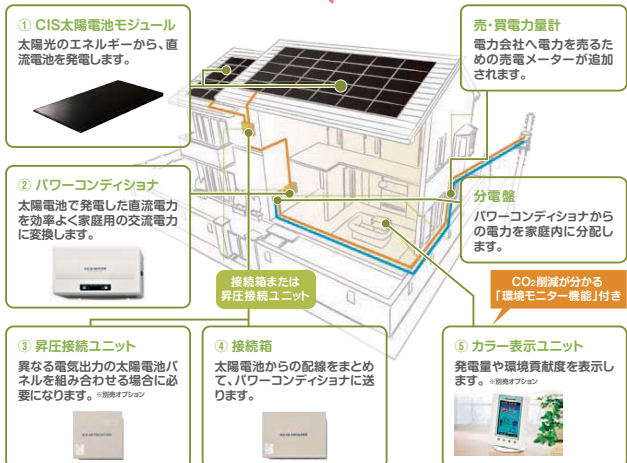 ① CIS太陽電池モジュール
太陽光のエネルギーから、直
流電池を発電します。
売・買電力量計
電力会社へ電力を売るた
めの売電メーターが追加
されます。
② パワーコンディショナ
太陽電池で発電した直流電力
を効率よく家庭用の交流電力
に変換します。
分電盤
パワーコンディショナから
の電力を家庭内に分配し
ます。
接続箱または
昇圧接続ユニット
CO₂削減が分かる
「環境モニター機能」付き
③ 昇圧接続ユニット
異なる電気出力の太陽電池パ
ネルを組み合わせる場合に必
要になります。※別売オプション
④ 接続箱
太陽電池からの配線をまとめ
て、パワーコンディショナに送
ります。
⑤ カラー表示ユニット
発電量や環境貢献度を表示し
ます。※別売オプション